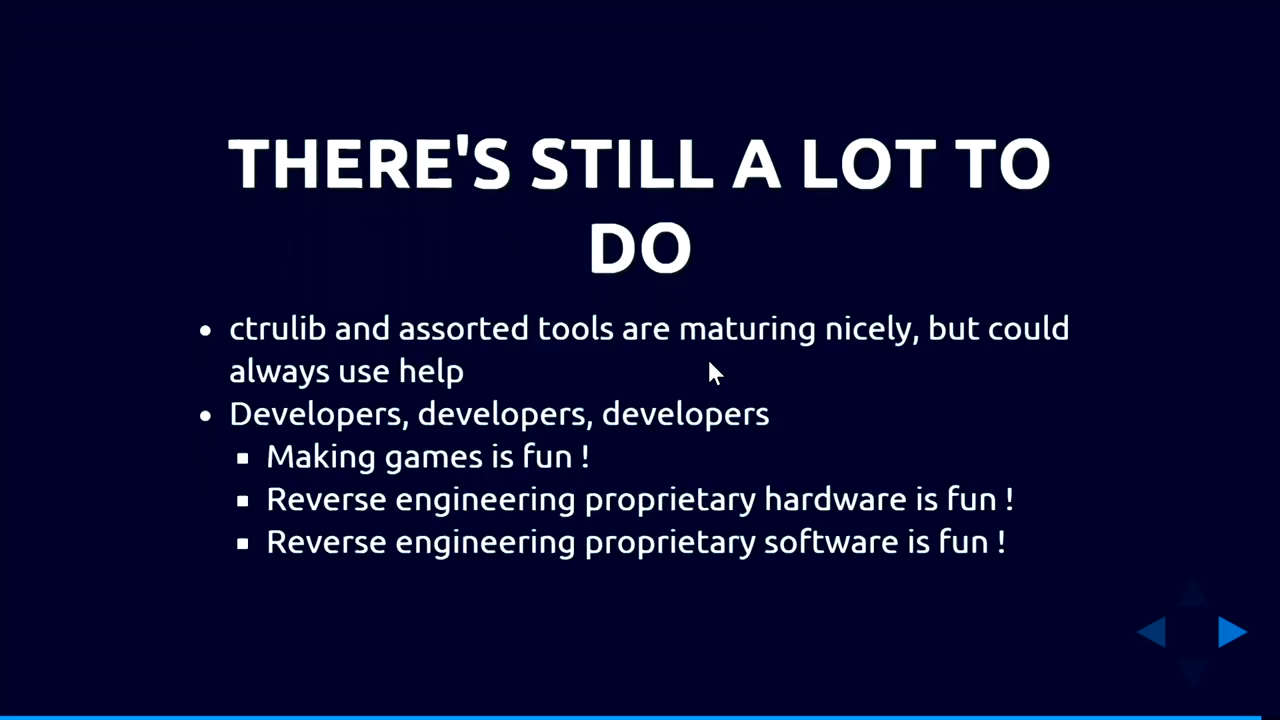 THERE'S STILL A LOT TO
DO
ctrulib and assorted tools are maturing nicely, but could
always use help
Developers, developers, developers
Making games is fun !
Reverse engineering proprietary hardware is fun !
Reverse engineering proprietary software is fun !